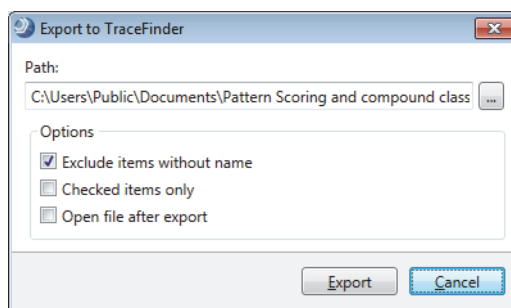 Export to TraceFinder
Path:
C:\Users\Public\Documents\Pattern Scoring and compound class
...
Options
Exclude items without name
Checked items only
Open file after export
Export
Cancel